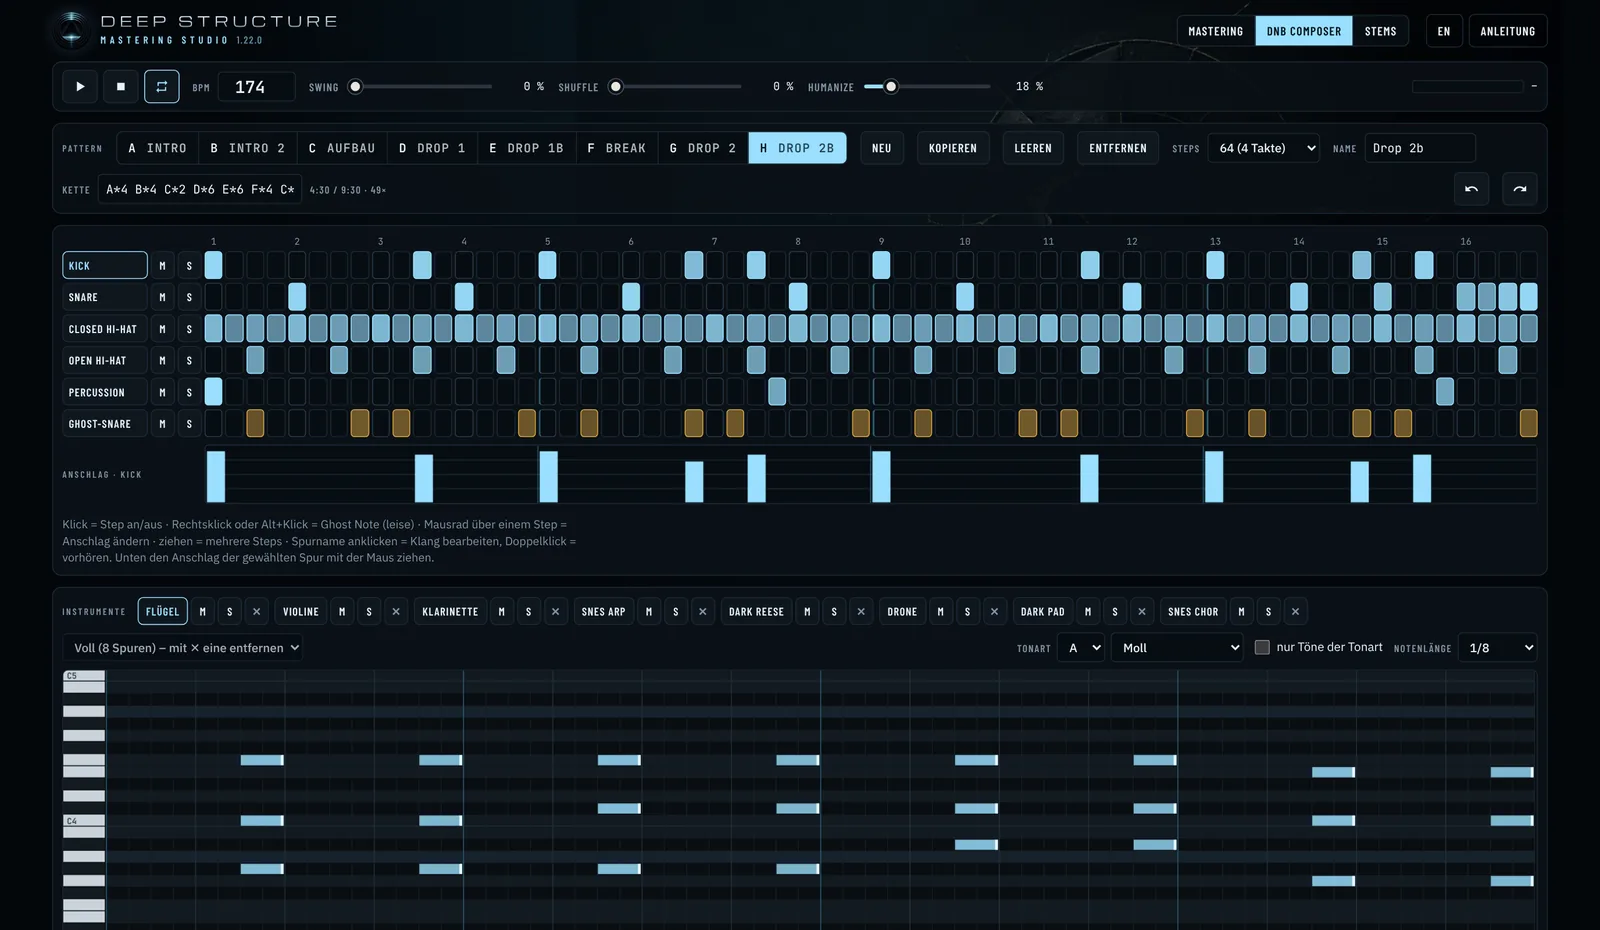 DEEP STRUCTURE
MASTERING STUDIO 1.22.0
MASTERING DNB COMPOSER STEMS EN ANLEITUNG
BPM 174 SWING 0 % SHUFFLE 0 % HUMANIZE 18 % –
PATTERN A INTRO B INTRO 2 C AUFBAU D DROP 1 E DROP 1B F BREAK G DROP 2 H DROP 2B NEU KOPIEREN LEEREN ENTFERNEN STEPS 64 (4 Takte) NAME Drop 2b
KETTE A*4 B*4 C*2 D*6 E*6 F*4 C* 4:30 / 9:30 · 49×
1 2 3 4 5 6 7 8 9 10 11 12 13 14 15 16
KICK M S
SNARE M S
CLOSED HI-HAT M S
OPEN HI-HAT M S
PERCUSSION M S
GHOST-SNARE M S
ANSCHLAG · KICK
Klick = Step an/aus · Rechtsklick oder Alt+Klick = Ghost Note (leise) · Mausrad über einem Step =
Anschlag ändern · ziehen = mehrere Steps · Spurname anklicken = Klang bearbeiten, Doppelklick =
vorhören. Unten den Anschlag der gewählten Spur mit der Maus ziehen.
INSTRUMENTE FLÜGEL M S × VIOLINE M S × KLARINETTE M S × SNES ARP M S × DARK REESE M S × DRONE M S × DARK PAD M S × SNES CHOR M S ×
Voll (8 Spuren) – mit × eine entfernen TONART A Moll nur Töne der Tonart NOTENLÄNGE 1/8
C5
C4